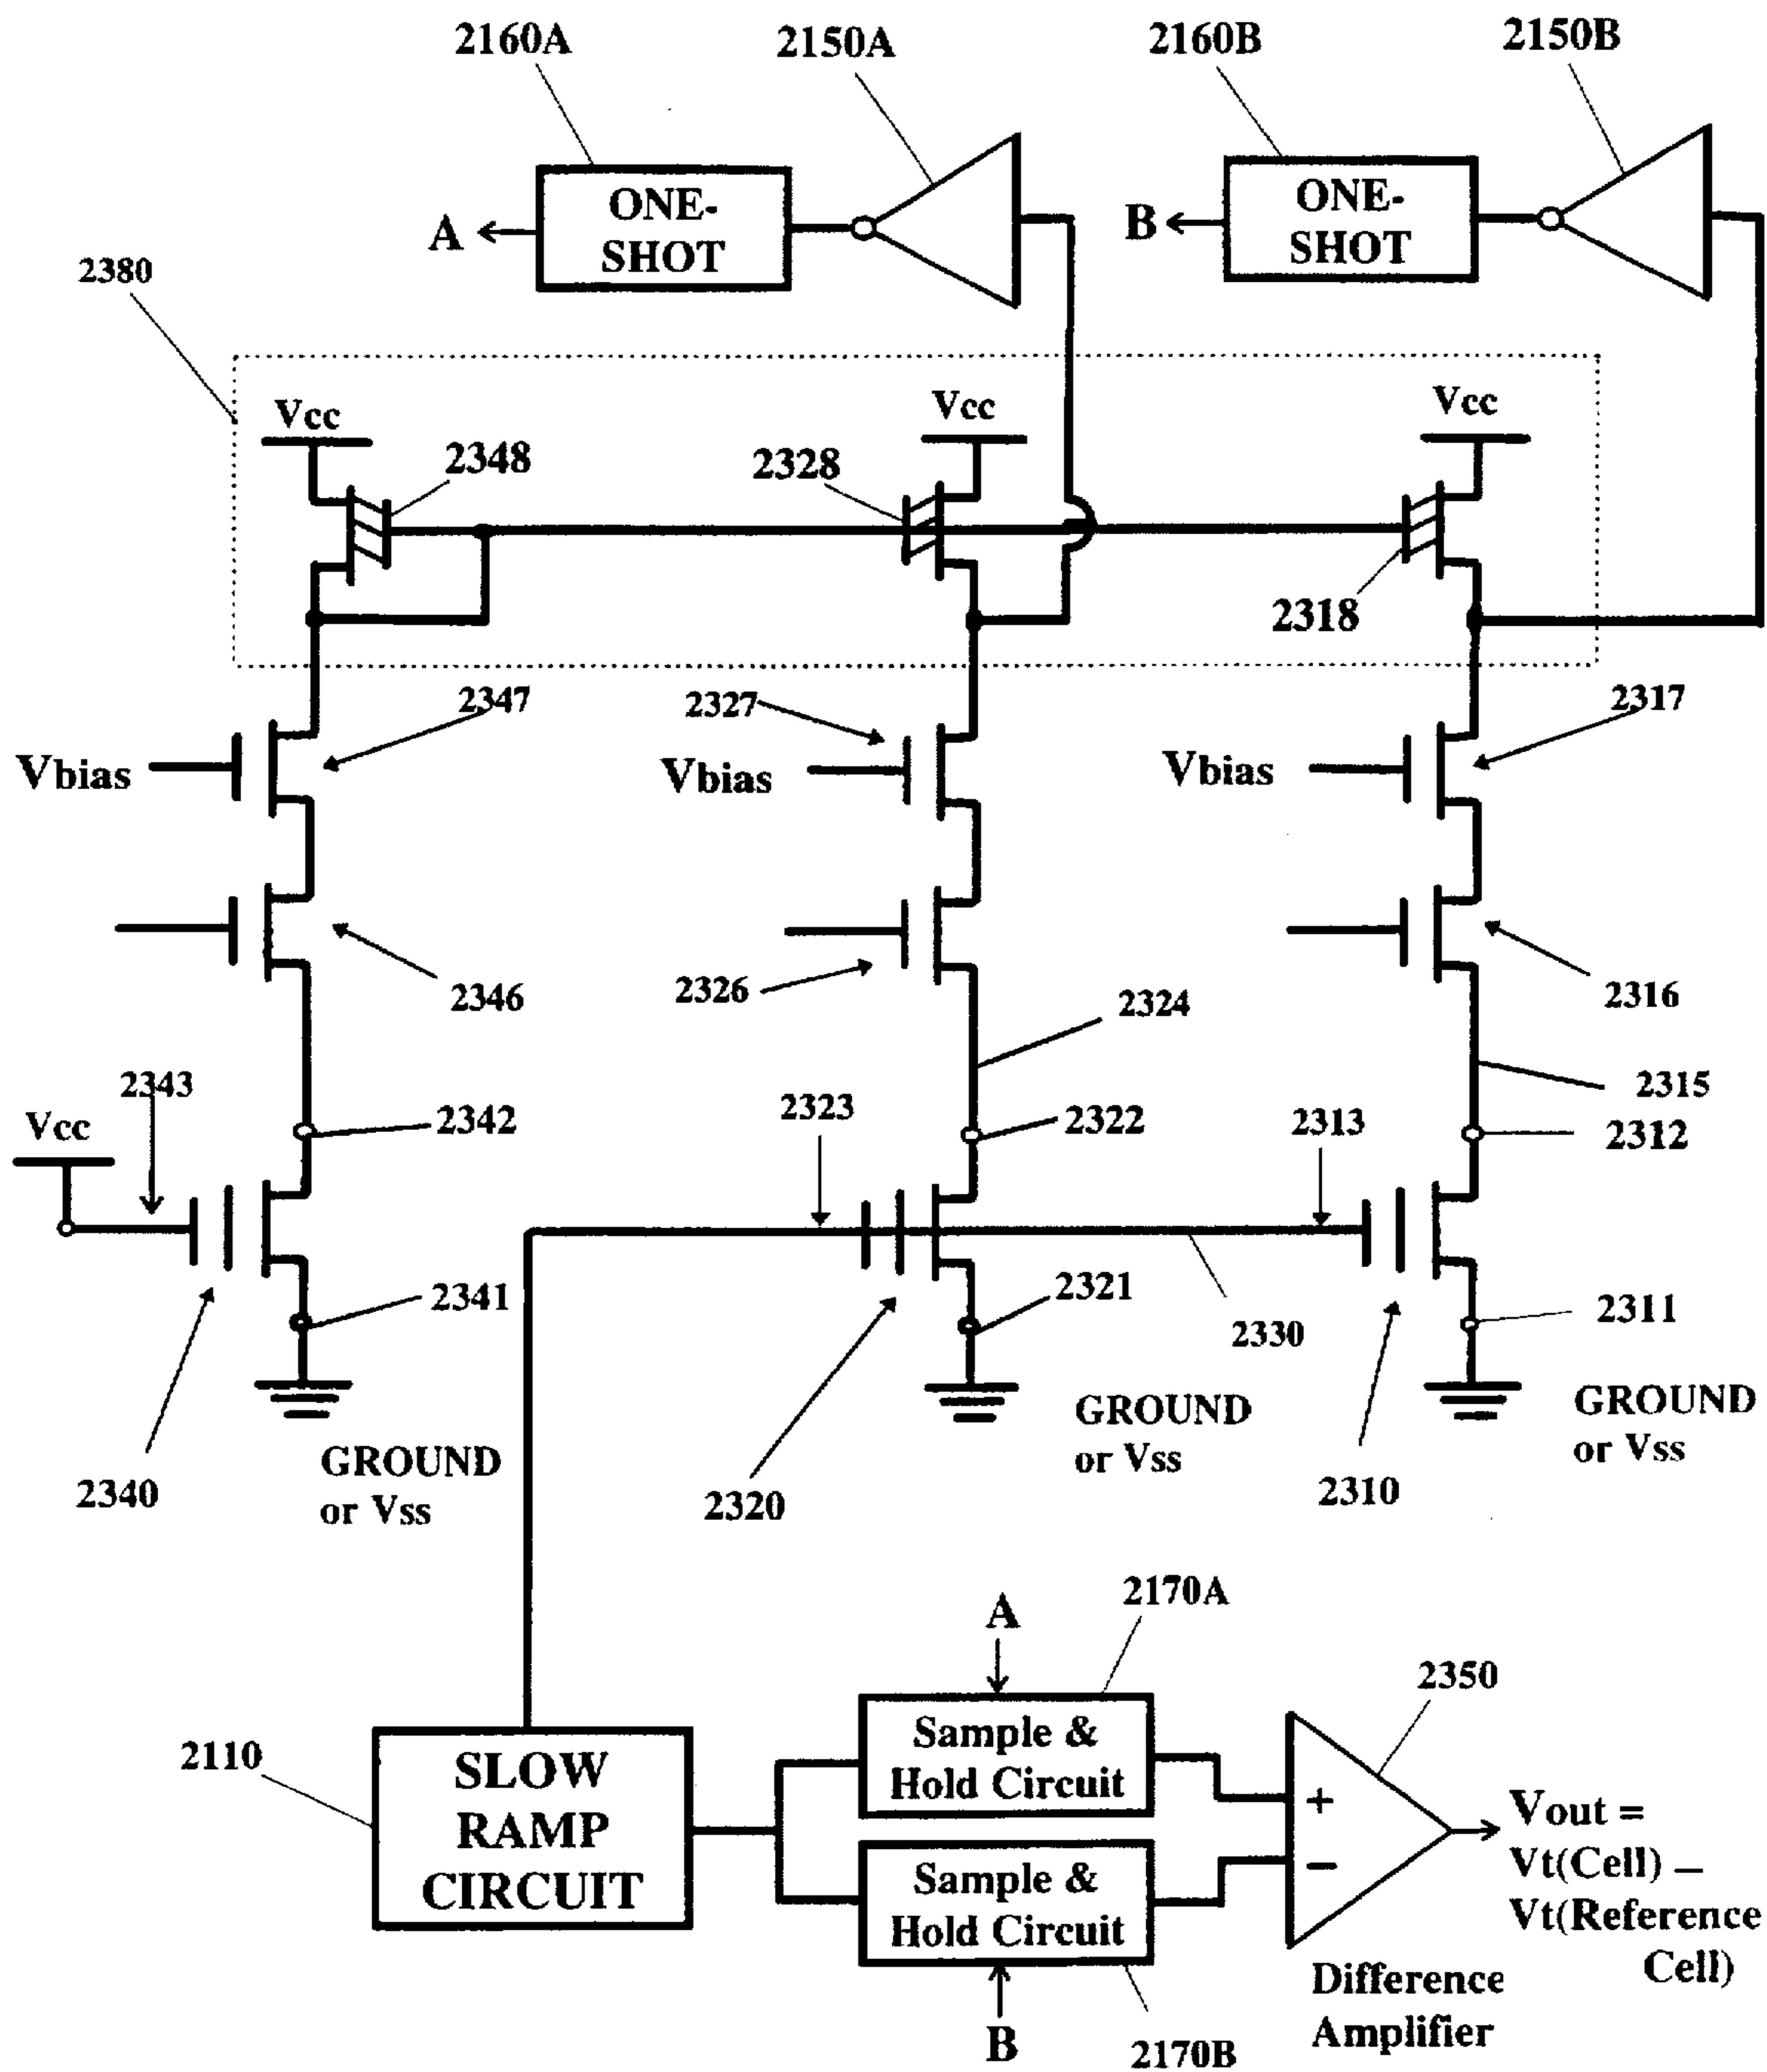 2160A
2150A
2160B
2150B
ONE-
SHOT
A
ONE-
SHOT
B
2380
Vcc
Vcc
Vcc
2348
2328
2318
2347
2327
2317
Vbias
Vbias
Vbias
2346
2326
2316
2324
2315
2343
2323
2313
Vcc
2342
2322
2312
2341
2321
2311
2330
GROUND
or Vss
GROUND
or Vss
GROUND
or Vss
2340
2320
2310
A
2170A
2350
2110
SLOW
RAMP
CIRCUIT
Sample &
Hold Circuit
Sample &
Hold Circuit
+
–
Vout =
Vt(Cell) –
Vt(Reference
Cell)
Difference
Amplifier
B
2170B